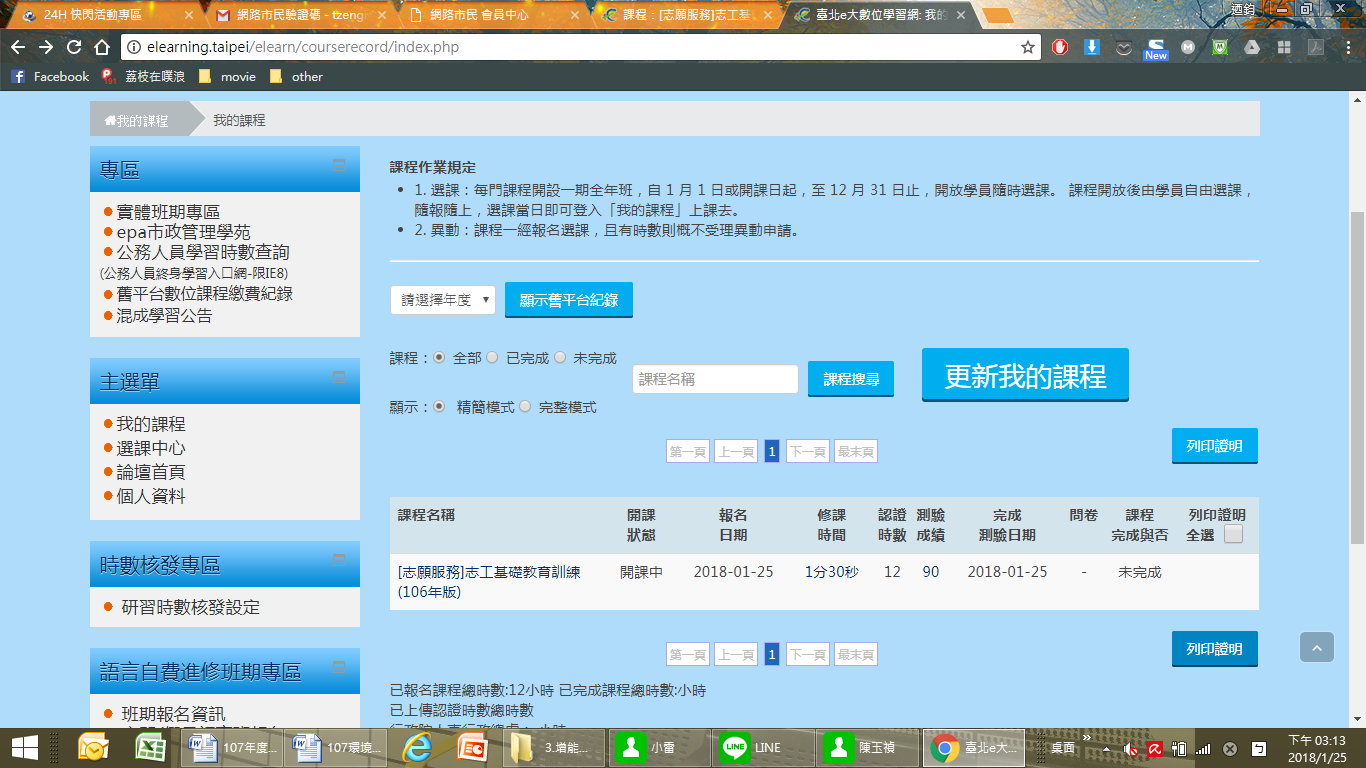 24H 快閃活動專區
網路市民驗證碼 - tzeng
網路市民 會員中心
課程：[志願服務]志工基
臺北e大數位學習網: 我的
elearning.taipei/elearn/courserecord/index.php
New
Facebook
荔枝在噗浪
movie
other
我的課程
我的課程
專區
實體班期專區
epa市政管理學苑
公務人員學習時數查詢
(公務人員終身學習入口網-限IE8)
舊平台數位課程繳費紀錄
混成學習公告
主選單
我的課程
選課中心
論壇首頁
個人資料
時數核發專區
研習時數核發設定
語言自費進修班期專區
班期報名資訊
課程作業規定
1. 選課：每門課程開設一期全年班，自 1 月 1 日或開課日起，至 12 月 31 日止，開放學員隨時選課。 課程開放後由學員自由選課，
隨報隨上，選課當日即可登入「我的課程」上課去。
2. 異動：課程一經報名選課，且有時數則概不受理異動申請。
請選擇年度
顯示舊平台紀錄
課程： 全部 已完成 未完成
課程名稱
課程搜尋
更新我的課程
顯示： 精簡模式 完整模式
第一頁 上一頁 1 下一頁 最末頁
列印證明
課程名稱 開課 報名 修課 認證 測驗 完成 問卷 課程 列印證明
狀態 日期 時間 時數 成績 測驗日期 完成與否 全選
[志願服務]志工基礎教育訓練 開課中 2018-01-25 1分30秒 12 90 2018-01-25 - 未完成
(106年版)
第一頁 上一頁 1 下一頁 最末頁
列印證明
已報名課程總時數:12小時 已完成課程總時數:小時
已上傳認證時數總時數
107年度...
107環境...
3.增能...
小雷
LINE
陳玉禎
臺北e大...
桌面
下午 03:13
2018/1/25